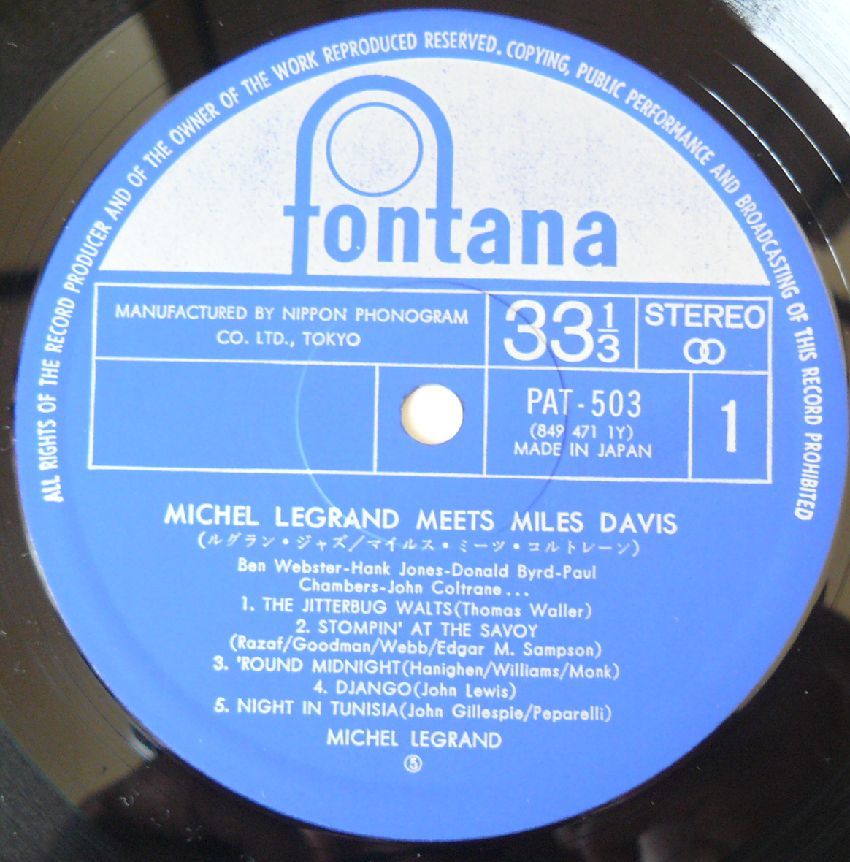 ALL RIGHTS OF THE RECORD PRODUCER AND OF THE OWNER OF THE WORK REPRODUCED RESERVED. COPYING, PUBLIC PERFORMANCE AND BROADCASTING OF THIS RECORD PROHIBITED
fontana
MANUFACTURED BY NIPPON PHONOGRAM
CO. LTD., TOKYO
33 1/3
STEREO
PAT-503
(849 471 1Y)
MADE IN JAPAN
1
MICHEL LEGRAND MEETS MILES DAVIS
(ルグラン・ジャズ/マイルス・ミーツ・コルトレーン)
Ben Webster-Hank Jones-Donald Byrd-Paul
Chambers-John Coltrane...
1. THE JITTERBUG WALTS(Thomas Waller)
2. STOMPIN' AT THE SAVOY
(Razaf/Goodman/Webb/Edgar M. Sampson)
3. 'ROUND MIDNIGHT(Hanighen/Williams/Monk)
4. DJANGO(John Lewis)
5. NIGHT IN TUNISIA(John Gillespie/Peparelli)
MICHEL LEGRAND
⑤